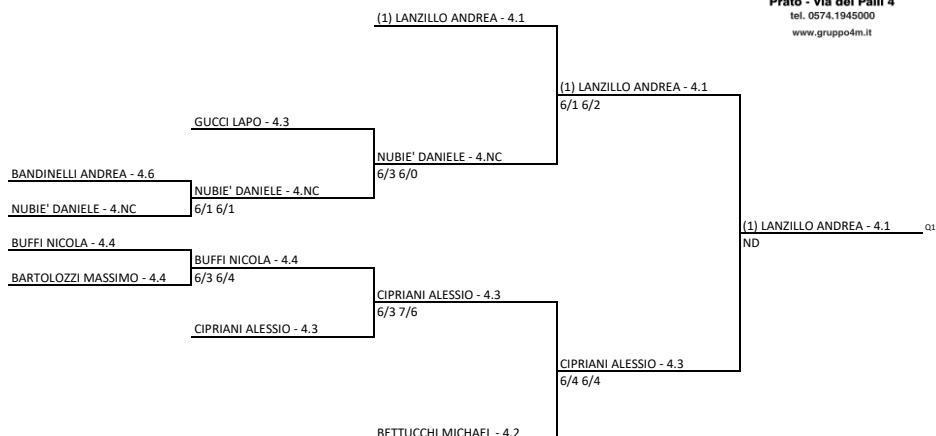 Prato - Via dei Palli 4
tel. 0574.1945000
www.gruppo4m.it
(1) LANZILLO ANDREA - 4.1
(1) LANZILLO ANDREA - 4.1
6/1 6/2
GUCCI LAPO - 4.3
NUBIE' DANIELE - 4.NC
6/3 6/0
BANDINELLI ANDREA - 4.6
NUBIE' DANIELE - 4.NC
6/1 6/1
NUBIE' DANIELE - 4.NC
(1) LANZILLO ANDREA - 4.1 Q1
ND
BUFFI NICOLA - 4.4
BUFFI NICOLA - 4.4
6/3 6/4
BARTOLOZZI MASSIMO - 4.4
CIPRIANI ALESSIO - 4.3
6/3 7/6
CIPRIANI ALESSIO - 4.3
CIPRIANI ALESSIO - 4.3
6/4 6/4
BETTUCCHI MICHAEL - 4.2